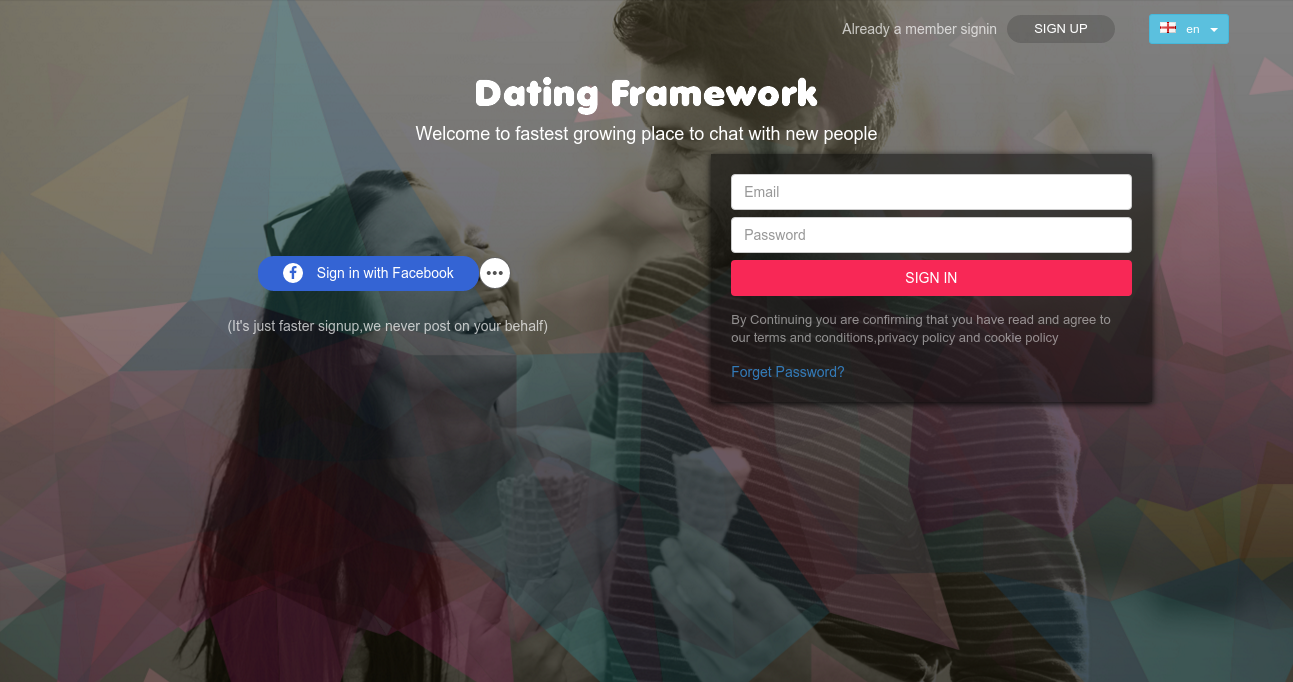 Already a member signin
SIGN UP
en
Dating Framework
Welcome to fastest growing place to chat with new people
Email
Password
SIGN IN
Sign in with Facebook
(It's just faster signup,we never post on your behalf)
By Continuing you are confirming that you have read and agree to
our terms and conditions,privacy policy and cookie policy
Forget Password?